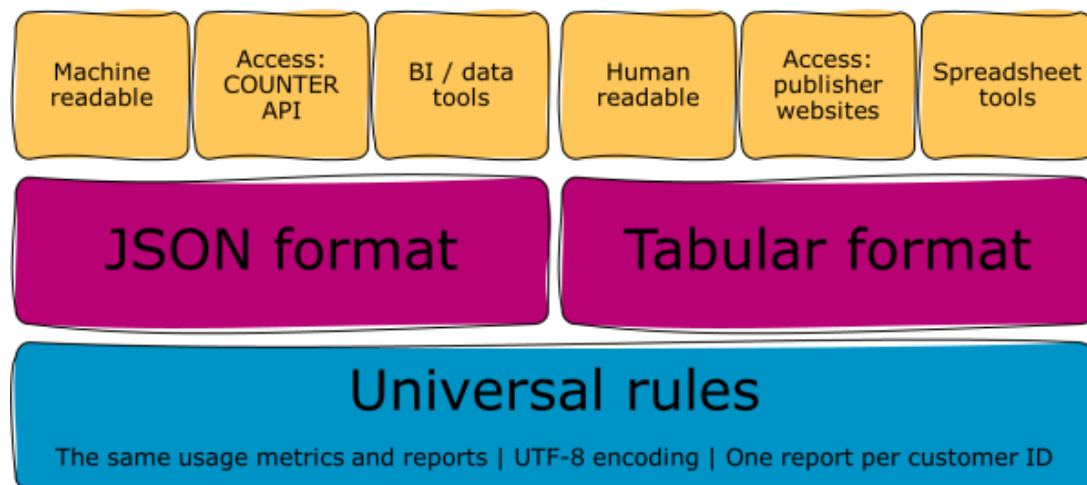 Machine
readable
Access:
COUNTER
API
BI / data
tools
Human
readable
Access:
publisher
websites
Spreadsheet
tools
JSON format
Tabular format
Universal rules
The same usage metrics and reports | UTF-8 encoding | One report per customer ID